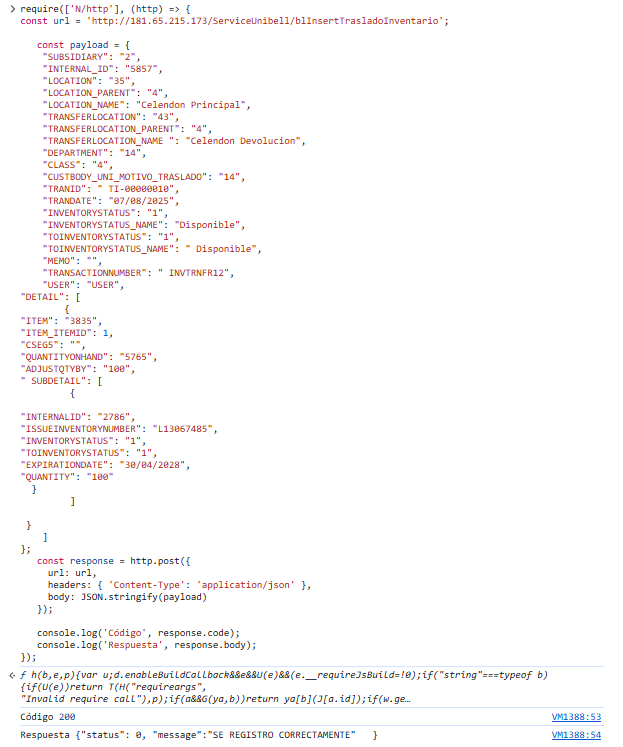 require(['N/http'], (http) => {
const url = 'http://181.65.215.173/ServiceUnibell/blInsertTrasladoInventario';
const payload = {
"SUBSIDIARY": "2",
"INTERNAL_ID": "5857",
"LOCATION": "35",
"LOCATION_PARENT": "4",
"LOCATION_NAME": "Celendon Principal",
"TRANSFERLOCATION": "43",
"TRANSFERLOCATION_PARENT": "4",
"TRANSFERLOCATION_NAME ": "Celendon Devolucion",
"DEPARTMENT": "14",
"CLASS": "4",
"CUSTBODY_UNI_MOTIVO_TRASLADO": "14",
"TRANID": " TI-00000010",
"TRANDATE": "07/08/2025",
"INVENTORYSTATUS": "1",
"INVENTORYSTATUS_NAME": "Disponible",
"TOINVENTORYSTATUS": "1",
"TOINVENTORYSTATUS_NAME": " Disponible",
"MEMO": "",
"TRANSACTIONNUMBER": " INVTRNFR12",
"USER": "USER",
"DETAIL": [
{
"ITEM": "3835",
"ITEM_ITEMID": 1,
"CSEG5": "",
"QUANTITYONHAND": "5765",
"ADJUSTQTYBY": "100",
" SUBDETAIL": [
{
"INTERNALID": "2786",
"ISSUEINVENTORYNUMBER": "L13067485",
"INVENTORYSTATUS": "1",
"TOINVENTORYSTATUS": "1",
"EXPIRATIONDATE": "30/04/2028",
"QUANTITY": "100"
}
]
}
]
};
const response = http.post({
url: url,
headers: { 'Content-Type': 'application/json' },
body: JSON.stringify(payload)
});
console.log('Código', response.code);
console.log('Respuesta', response.body);
});
ƒ h(b,e,p){var u;d.enableBuildCallback&&e&&U(e)&&(e.__requireJsBuild=!0);if("string"===typeof b)
{if(U(e))return T(H("requireargs",
"Invalid require call"),p);if(a&&G(ya,b))return ya[b](J[a.id]);if(w.ge…
Código 200 VM1388:53
Respuesta {"status": 0, "message":"SE REGISTRO CORRECTAMENTE" } VM1388:54